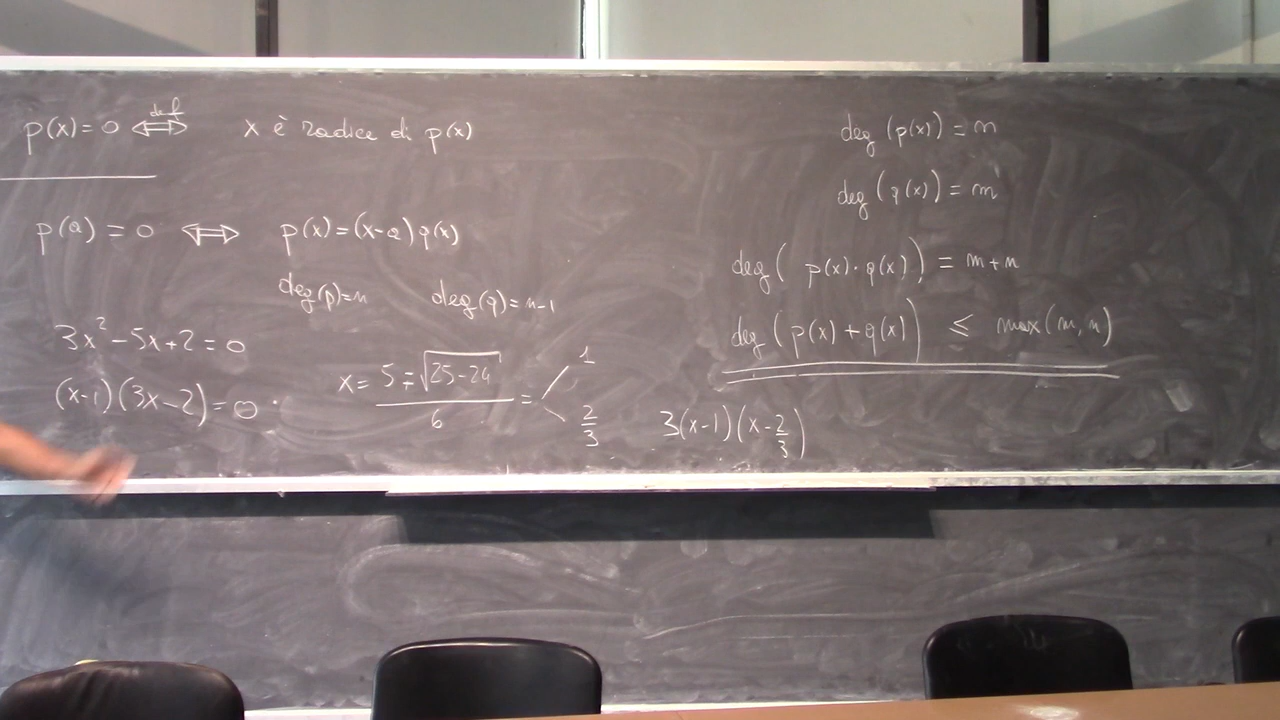 p(x)=0 ⟺ def x è radice di p(x)
p(a)=0 ⟺ p(x)=(x-a)q(x)
deg(p)=n deg(q)=n-1
3x²-5x+2=0
(x-1)(3x-2)=0
x= 5∓√25-24 / 6 = 1 2/3
3(x-1)(x-2/3)
deg(p(x))=n
deg(q(x))=m
deg(p(x)·q(x))=m+n
deg(p(x)+q(x)) ≤ max(m,n)